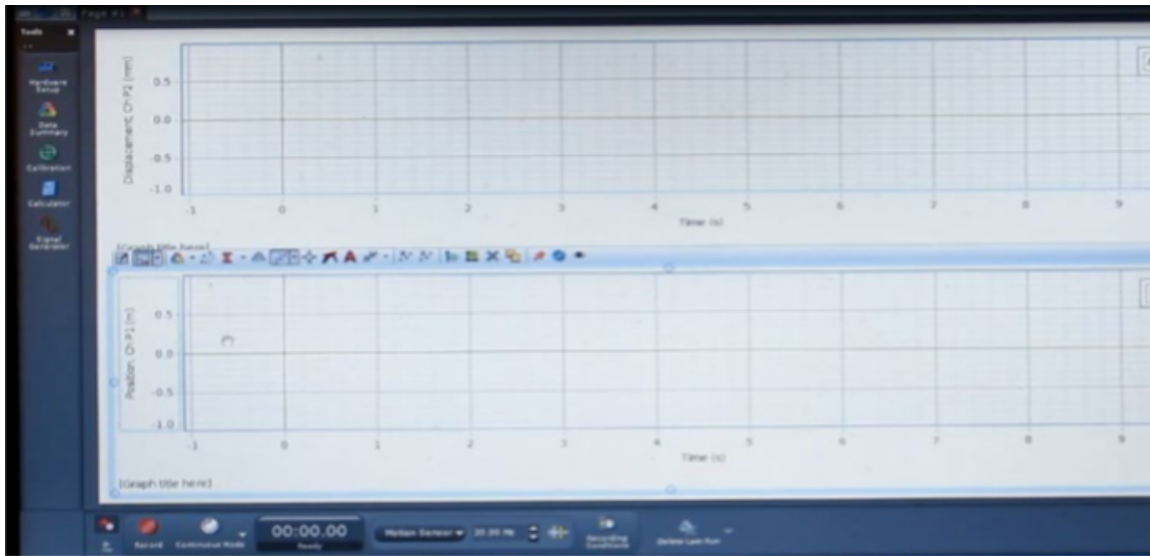 Page #1
Tools
Hardware
Setup
Data
Summary
Calibration
Calculator
Signal
Generator
Displacement, Ch P2 (mm)
0.5
0.0
-0.5
-1.0
-1 0 1 2 3 4 5 6 7 8 9
Time (s)
[Graph title here]
Position, Ch P1 (m)
0.5
0.0
-0.5
-1.0
-1 0 1 2 3 4 5 6 7 8 9
Time (s)
[Graph title here]
Record
Continuous Mode
00:00.00
Ready
Motion Sensor
20.00 Hz
Recording
Conditions
Delete Last Run